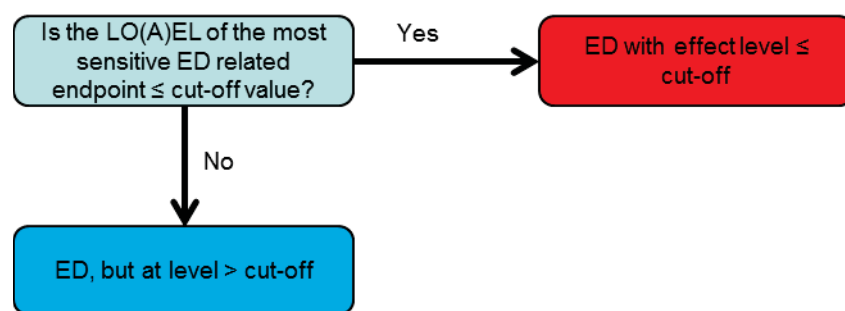 Is the LO(A)EL of the most
sensitive ED related
endpoint ≤ cut-off value?
Yes
ED with effect level ≤
cut-off
No
ED, but at level > cut-off